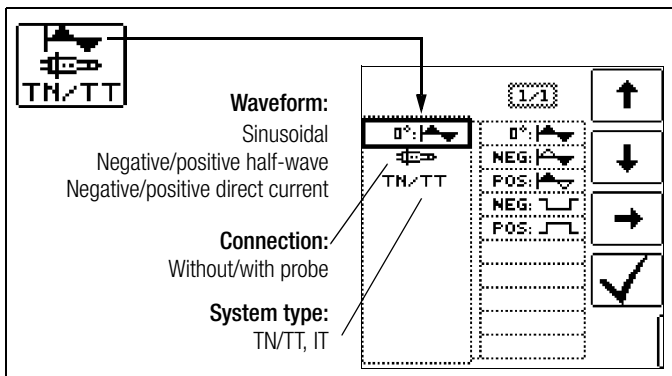 TN/TT
Waveform:
Sinusoidal
Negative/positive half-wave
Negative/positive direct current
Connection:
Without/with probe
System type:
TN/TT, IT
1/1
0°:
TN/TT
0°:
NEG:
POS:
NEG:
POS: